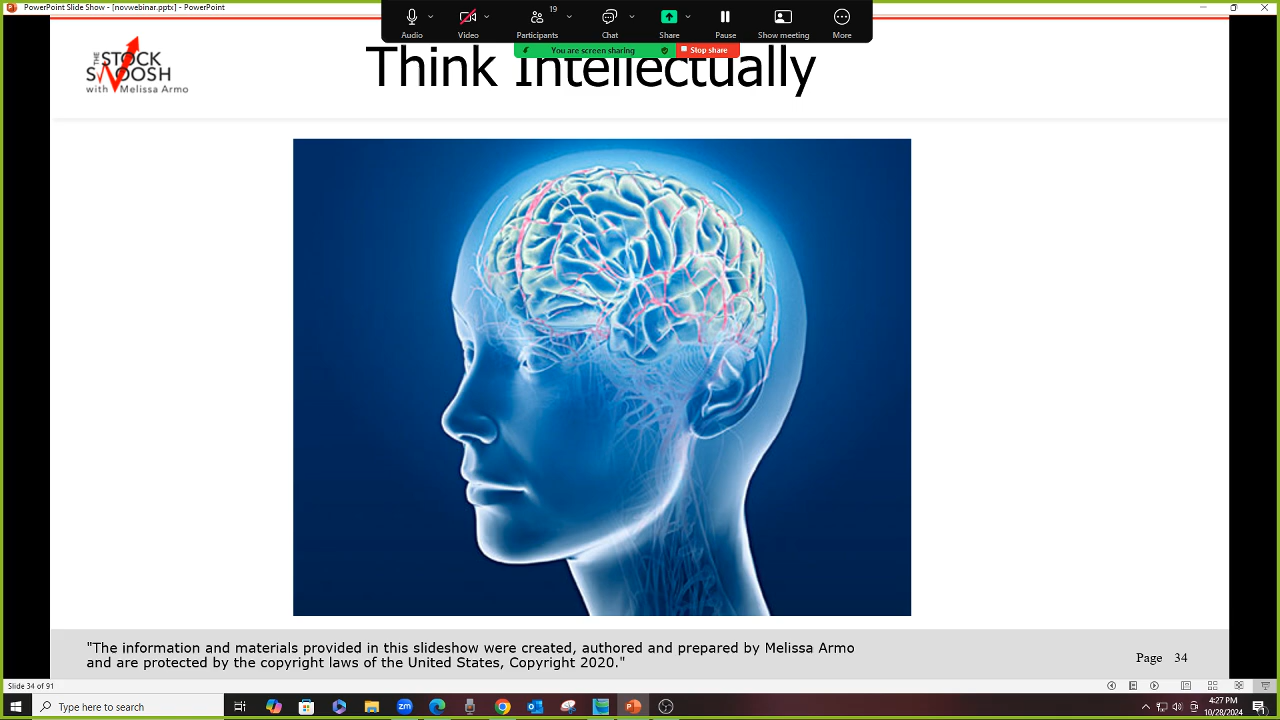 PowerPoint Slide Show - [novwebinar.pptx] - PowerPoint
19
Audio Video Participants Chat Share Pause Show meeting More
You are screen sharing Stop share
THE STOCK
SWOOSH
with Melissa Armo
Think Intellectually
"The information and materials provided in this slideshow were created, authored and prepared by Melissa Armo
and are protected by the copyright laws of the United States, Copyright 2020."
Page 34
Slide 34 of 91
Type here to search
4:27 PM
10/28/2024